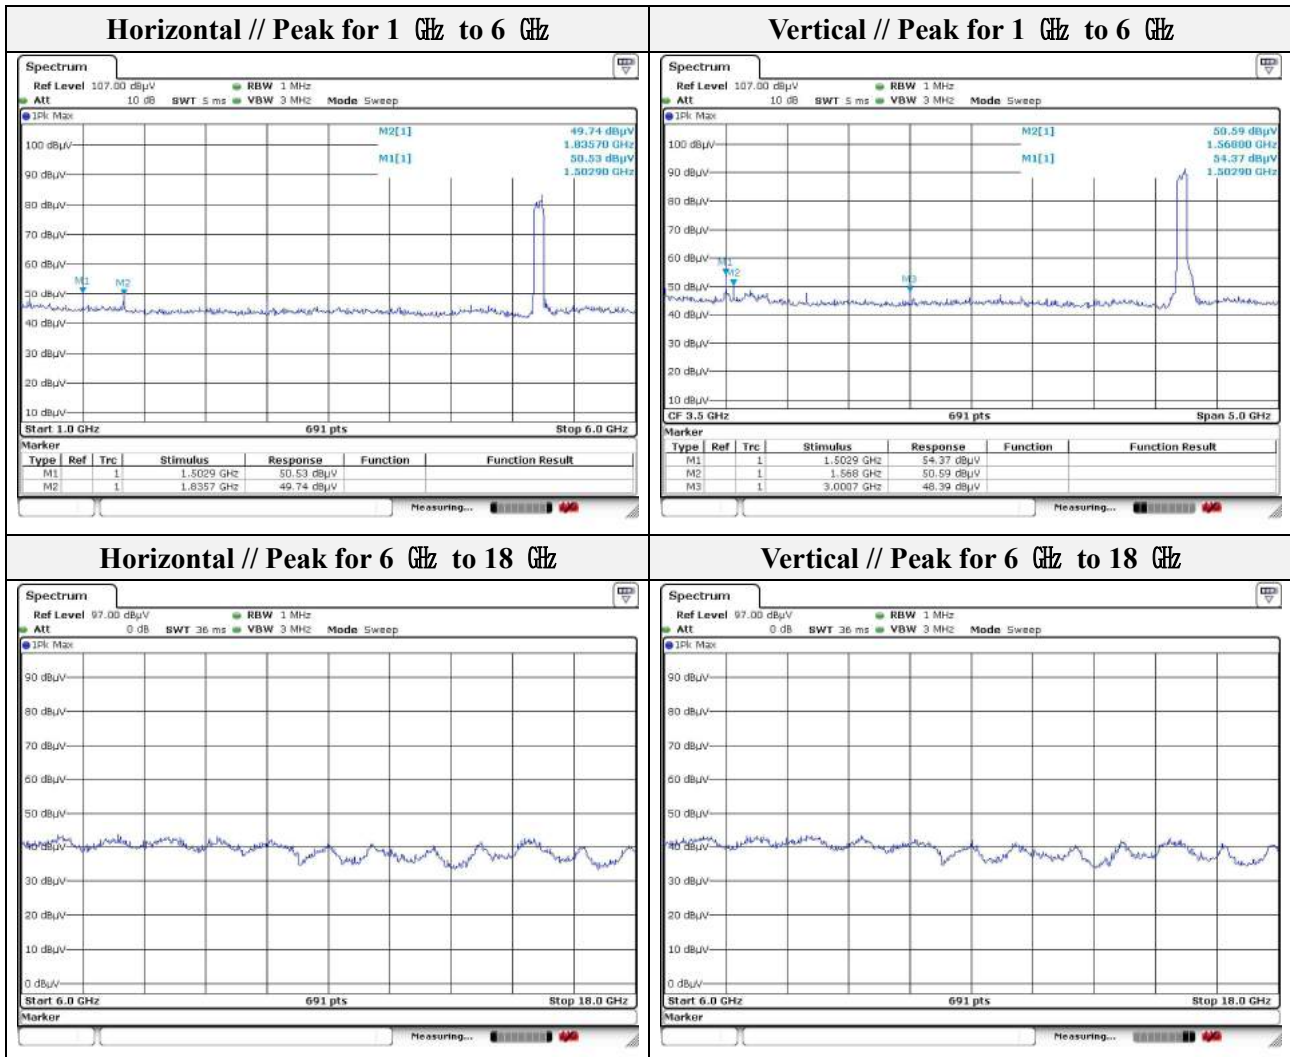 Horizontal // Peak for 1 ㎓ to 6 ㎓
Spectrum
Ref Level 107.00 dBµV RBW 1 MHz
Att 10 dB SWT 5 ms VBW 3 MHz Mode Sweep
1Pk Max
M2[1] 49.74 dBµV
1.83570 GHz
M1[1] 50.53 dBµV
1.50290 GHz
100 dBµV
90 dBµV
80 dBµV
70 dBµV
60 dBµV
M1 M2
50 dBµV
40 dBµV
30 dBµV
20 dBµV
10 dBµV
Start 1.0 GHz 691 pts Stop 6.0 GHz
Marker
Type Ref Trc Stimulus Response Function Function Result
M1 1 1.5029 GHz 50.53 dBµV
M2 1 1.8357 GHz 49.74 dBµV
Measuring...
Vertical // Peak for 1 ㎓ to 6 ㎓
Spectrum
Ref Level 107.00 dBµV RBW 1 MHz
Att 10 dB SWT 5 ms VBW 3 MHz Mode Sweep
1Pk Max
M2[1] 50.59 dBµV
1.56800 GHz
M1[1] 54.37 dBµV
1.50290 GHz
100 dBµV
90 dBµV
80 dBµV
70 dBµV
60 dBµV
M1
M2
M3
50 dBµV
40 dBµV
30 dBµV
20 dBµV
10 dBµV
CF 3.5 GHz 691 pts Span 5.0 GHz
Marker
Type Ref Trc Stimulus Response Function Function Result
M1 1 1.5029 GHz 54.37 dBµV
M2 1 1.568 GHz 50.59 dBµV
M3 1 3.0007 GHz 48.39 dBµV
Measuring...
Horizontal // Peak for 6 ㎓ to 18 ㎓
Spectrum
Ref Level 97.00 dBµV RBW 1 MHz
Att 0 dB SWT 36 ms VBW 3 MHz Mode Sweep
1Pk Max
90 dBµV
80 dBµV
70 dBµV
60 dBµV
50 dBµV
40 dBµV
30 dBµV
20 dBµV
10 dBµV
0 dBµV
Start 6.0 GHz 691 pts Stop 18.0 GHz
Marker
Measuring...
Vertical // Peak for 6 ㎓ to 18 ㎓
Spectrum
Ref Level 97.00 dBµV RBW 1 MHz
Att 0 dB SWT 36 ms VBW 3 MHz Mode Sweep
1Pk Max
90 dBµV
80 dBµV
70 dBµV
60 dBµV
50 dBµV
40 dBµV
30 dBµV
20 dBµV
10 dBµV
0 dBµV
Start 6.0 GHz 691 pts Stop 18.0 GHz
Marker
Measuring...